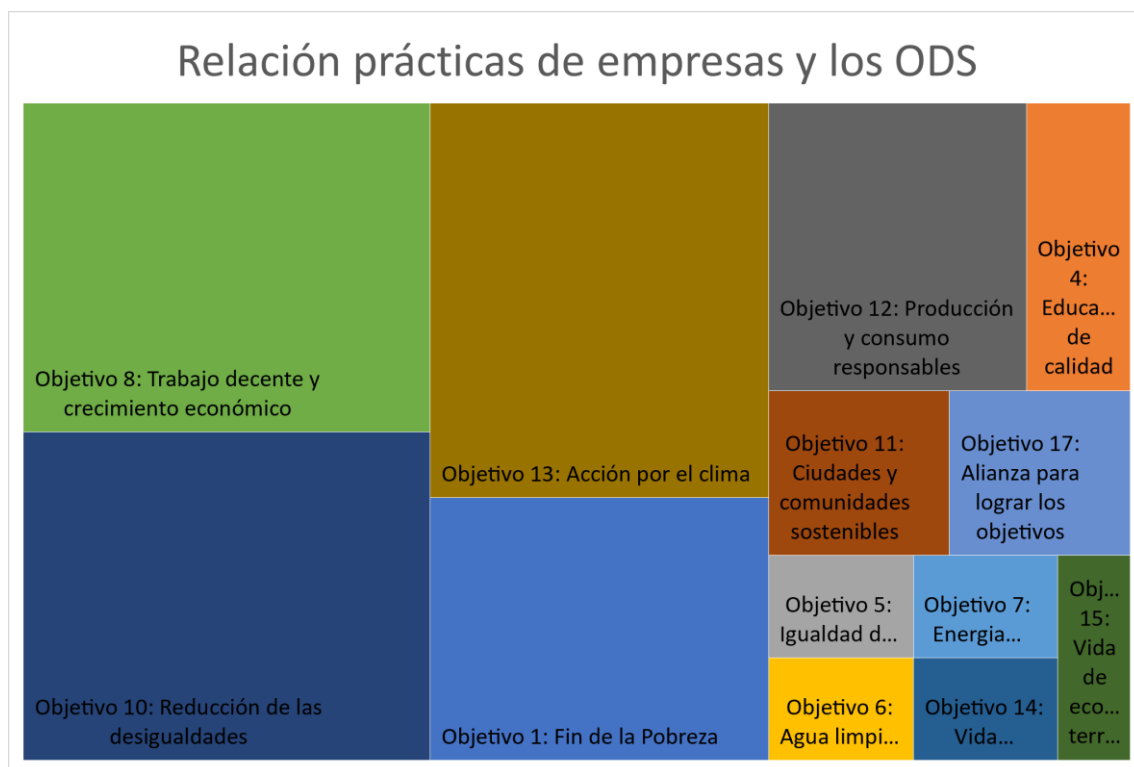 Relación prácticas de empresas y los ODS
Objetivo 8: Trabajo decente y
crecimiento económico
Objetivo 10: Reducción de las
desigualdades
Objetivo 13: Acción por el clima
Objetivo 1: Fin de la Pobreza
Objetivo 12: Producción
y consumo
responsables
Objetivo
4:
Educa...
de
calidad
Objetivo 11:
Ciudades y
comunidades
sostenibles
Objetivo 17:
Alianza para
lograr los
objetivos
Objetivo 5:
Igualdad d...
Objetivo 7:
Energia...
Objetivo 6:
Agua limpi...
Objetivo 14:
Vida...
Obj...
15:
Vida
de
eco...
terr...